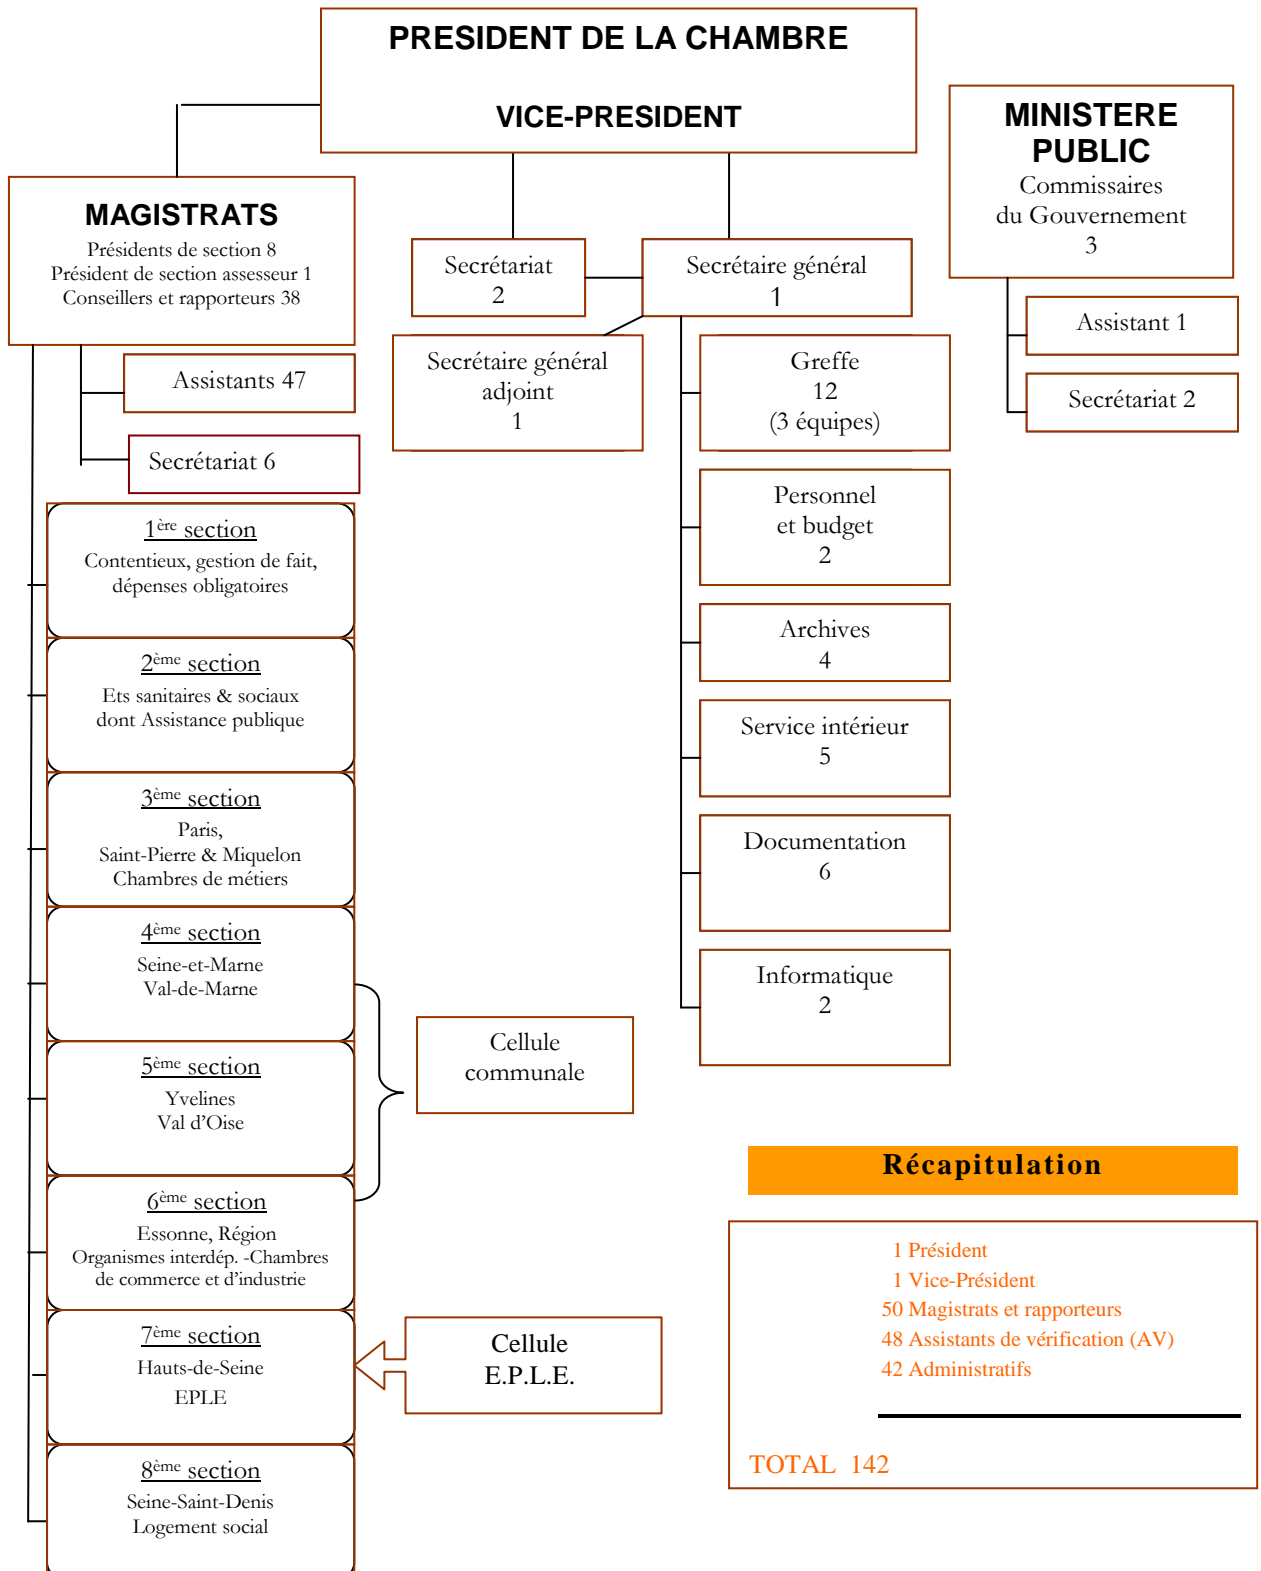 PRESIDENT DE LA CHAMBRE
VICE-PRESIDENT
MINISTERE
PUBLIC
Commissaires
du Gouvernement
3
Assistant 1
Secrétariat 2
MAGISTRATS
Présidents de section 8
Président de section assesseur 1
Conseillers et rapporteurs 38
Assistants 47
Secrétariat 6
Secrétariat
2
Secrétaire général
1
Secrétaire général
adjoint
1
Greffe
12
(3 équipes)
Personnel
et budget
2
Archives
4
Service intérieur
5
Documentation
6
Informatique
2
1ère section
Contentieux, gestion de fait,
dépenses obligatoires
2ème section
Ets sanitaires & sociaux
dont Assistance publique
3ème section
Paris,
Saint-Pierre & Miquelon
Chambres de métiers
4ème section
Seine-et-Marne
Val-de-Marne
5ème section
Yvelines
Val d’Oise
6ème section
Essonne, Région
Organismes interdép. -Chambres
de commerce et d’industrie
7ème section
Hauts-de-Seine
EPLE
8ème section
Seine-Saint-Denis
Logement social
Cellule
communale
Cellule
E.P.L.E.
Récapitulation
1 Président
1 Vice-Président
50 Magistrats et rapporteurs
48 Assistants de vérification (AV)
42 Administratifs
TOTAL 142